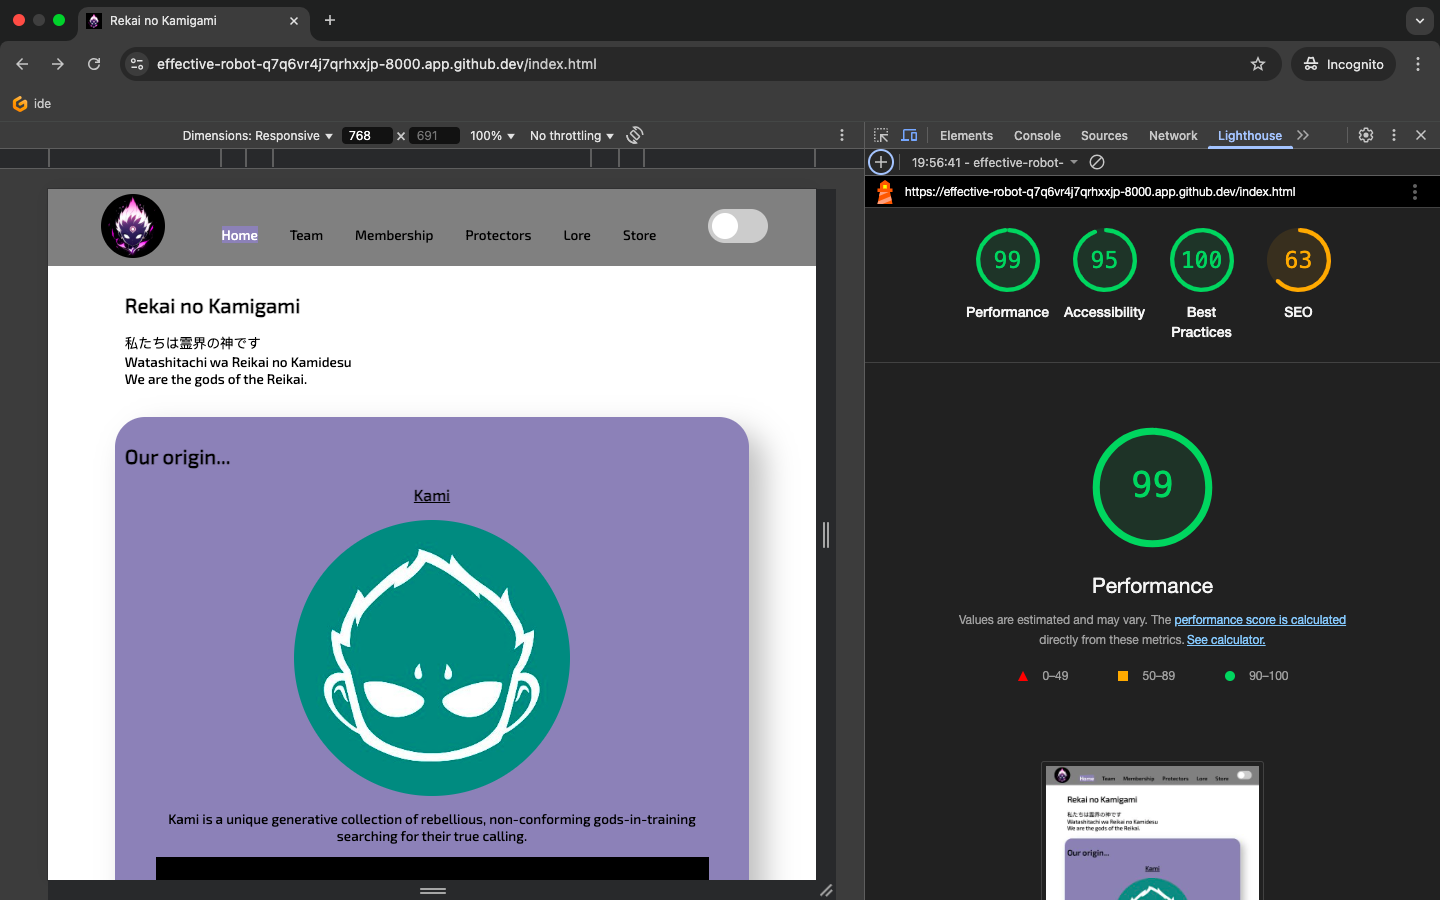 Rekai no Kamigami
effective-robot-q7q6vr4j7qrhxxjp-8000.app.github.dev/index.html
Incognito
ide
Dimensions: Responsive 768 × 691 100% No throttling
Elements Console Sources Network Lighthouse
19:56:41 - effective-robot-
https://effective-robot-q7q6vr4j7qrhxxjp-8000.app.github.dev/index.html
Home Team Membership Protectors Lore Store
Rekai no Kamigami
私たちは霊界の神です
Watashitachi wa Reikai no Kamidesu
We are the gods of the Reikai.
Our origin...
Kami
Kami is a unique generative collection of rebellious, non-conforming gods-in-training
searching for their true calling.
99 95 100 63
Performance Accessibility Best Practices SEO
99
Performance
Values are estimated and may vary. The performance score is calculated
directly from these metrics. See calculator.
0–49 50–89 90–100
Home Team Membership Protectors Lore Store
Rekai no Kamigami
私たちは霊界の神です
Watashitachi wa Reikai no Kamidesu
We are the gods of the Reikai.
Our origin...
Kami